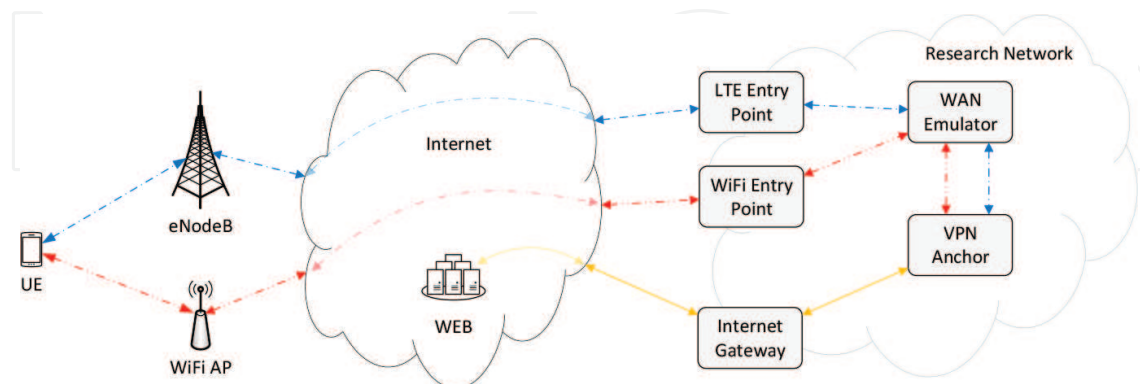 Research Network
LTE Entry
Point
WAN
Emulator
Internet
eNodeB
WiFi Entry
Point
VPN
Anchor
UE
WEB
Internet
Gateway
WiFi AP